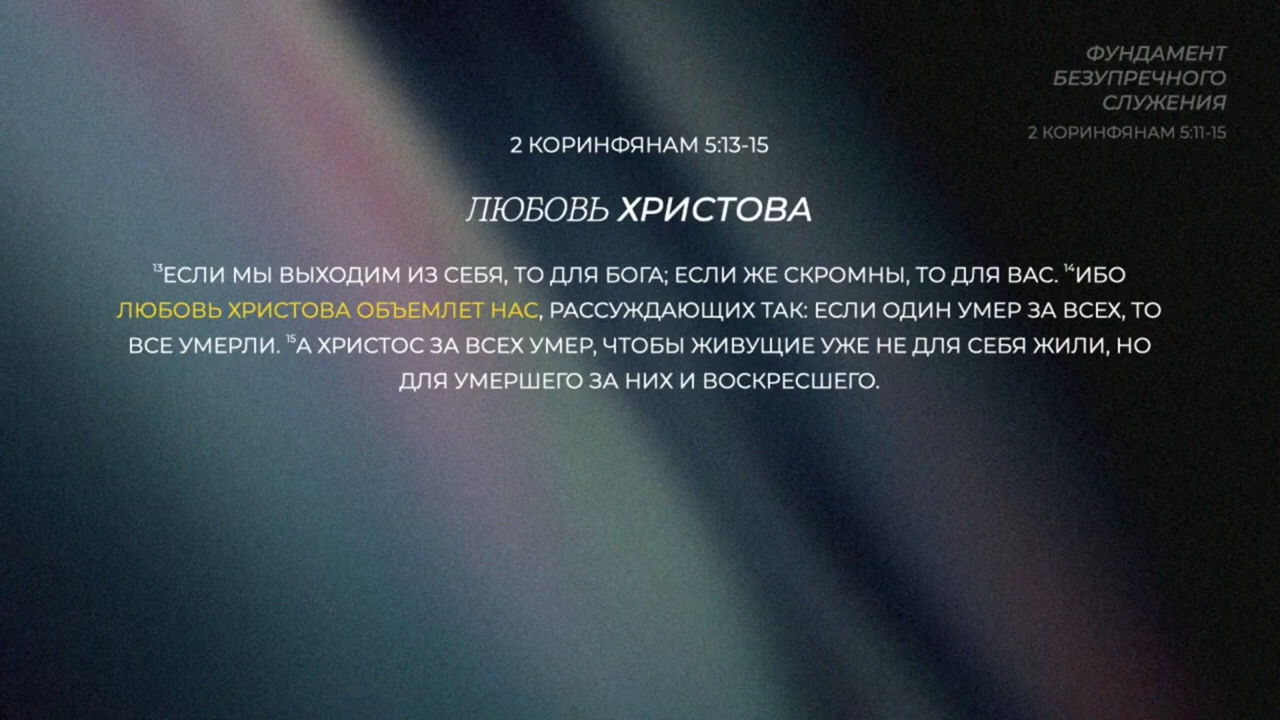 ФУНДАМЕНТ
БЕЗУПРЕЧНОГО
СЛУЖЕНИЯ
2 КОРИНФЯНАМ 5:11-15
2 КОРИНФЯНАМ 5:13-15
ЛЮБОВЬ ХРИСТОВА
¹³ЕСЛИ МЫ ВЫХОДИМ ИЗ СЕБЯ, ТО ДЛЯ БОГА; ЕСЛИ ЖЕ СКРОМНЫ, ТО ДЛЯ ВАС. ¹⁴ИБО
ЛЮБОВЬ ХРИСТОВА ОБЪЕМЛЕТ НАС, РАССУЖДАЮЩИХ ТАК: ЕСЛИ ОДИН УМЕР ЗА ВСЕХ, ТО
ВСЕ УМЕРЛИ. ¹⁵А ХРИСТОС ЗА ВСЕХ УМЕР, ЧТОБЫ ЖИВУЩИЕ УЖЕ НЕ ДЛЯ СЕБЯ ЖИЛИ, НО
ДЛЯ УМЕРШЕГО ЗА НИХ И ВОСКРЕСШЕГО.